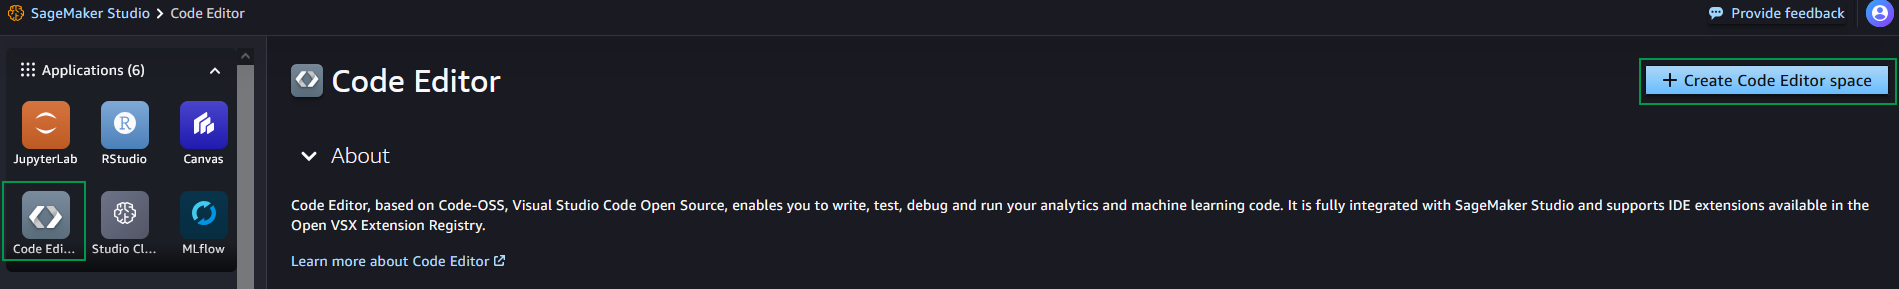 SageMaker Studio > Code Editor
Provide feedback
Applications (6)
JupyterLab
RStudio
Canvas
Code Edi...
Studio Cl...
MLflow
Code Editor
+ Create Code Editor space
About
Code Editor, based on Code-OSS, Visual Studio Code Open Source, enables you to write, test, debug and run your analytics and machine learning code. It is fully integrated with SageMaker Studio and supports IDE extensions available in the
Open VSX Extension Registry.
Learn more about Code Editor